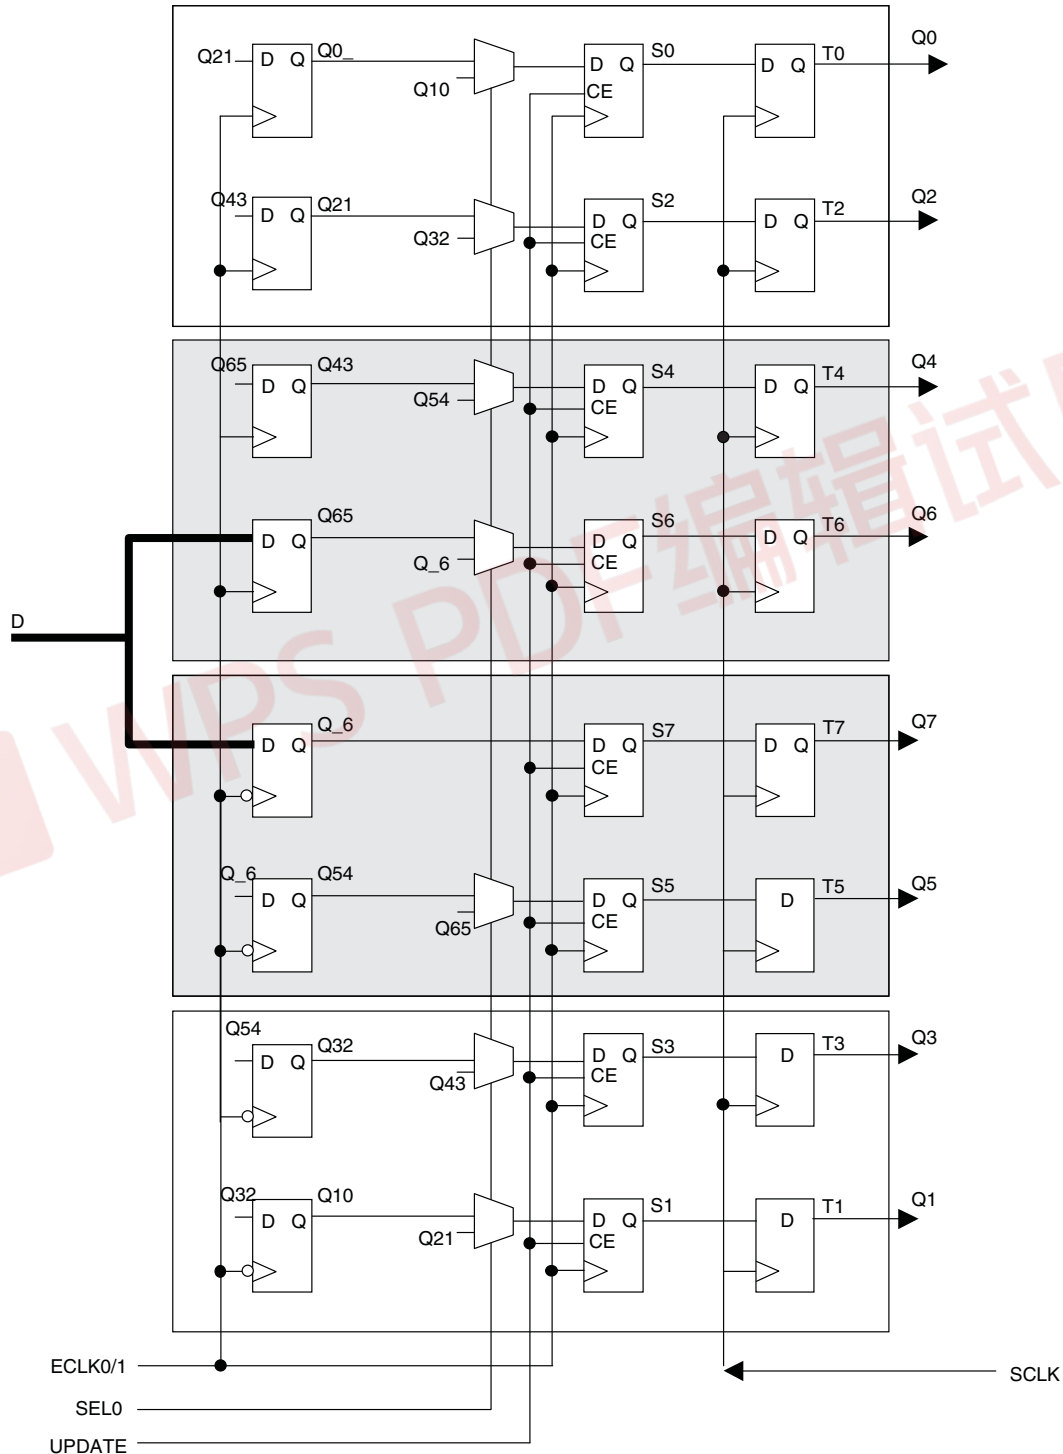 Q21 D Q Q0_ Q10 D Q CE S0 D Q T0 Q0
Q43 D Q Q21 Q32 D Q CE S2 D Q T2 Q2
Q65 D Q Q43 Q54 D Q CE S4 D Q T4 Q4
D Q Q65 Q_6 D Q CE S6 D Q T6 Q6
D
D Q Q_6 D Q CE S7 D Q T7 Q7
Q_6 D Q Q54 Q65 D Q CE S5 D T5 Q5
Q54 D Q Q32 Q43 D Q CE S3 D T3 Q3
Q32 D Q Q10 Q21 D Q CE S1 D T1 Q1
ECLK0/1
SCLK
SEL0
UPDATE
WPS PDF编辑试